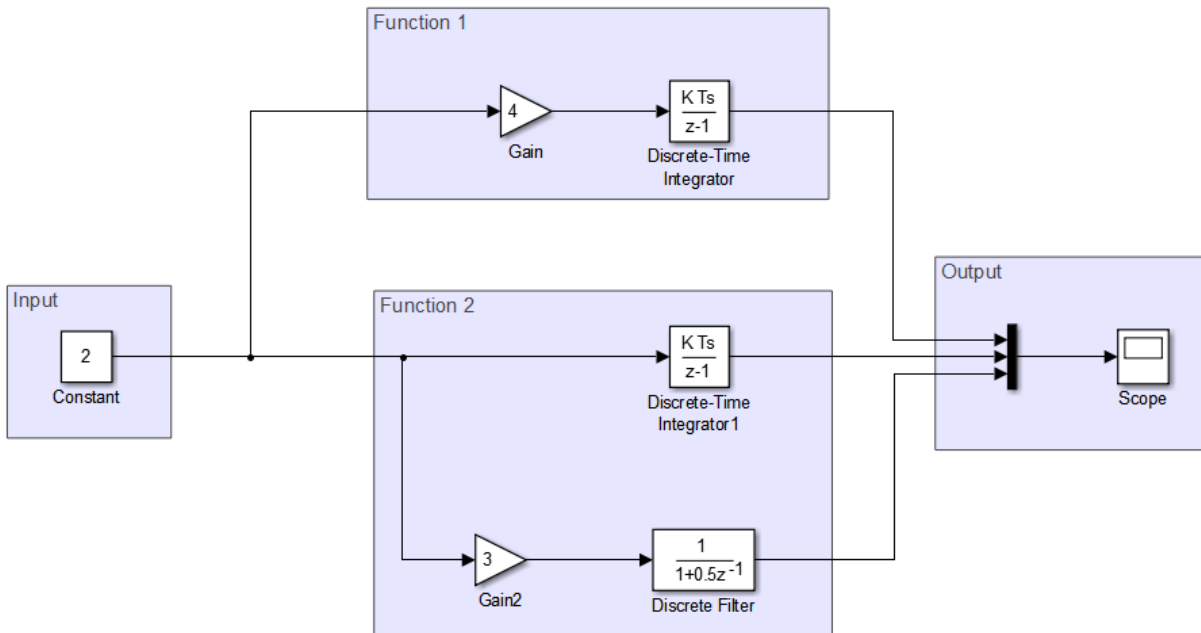 Function 1
4
Gain
K Ts
z-1
Discrete-Time
Integrator
Input
2
Constant
Function 2
K Ts
z-1
Discrete-Time
Integrator1
3
Gain2
1
1+0.5z-1
Discrete Filter
Output
Scope